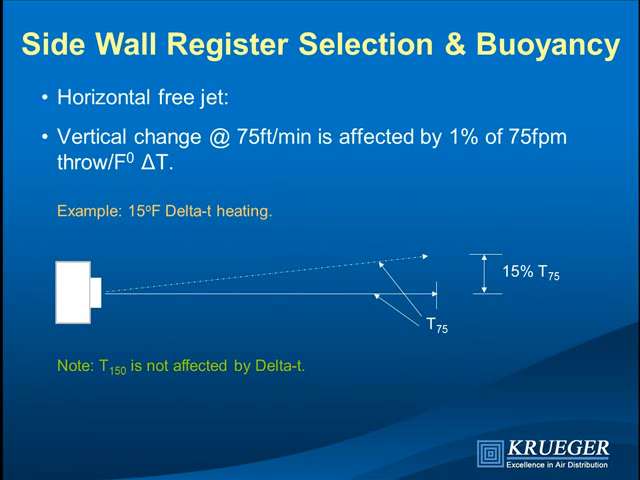 Side Wall Register Selection & Buoyancy
• Horizontal free jet:
• Vertical change @ 75ft/min is affected by 1% of 75fpm
throw/F⁰ ΔT.
Example: 15ºF Delta-t heating.
15% T₇₅
T₇₅
Note: T₁₅₀ is not affected by Delta-t.
KRUEGER
Excellence in Air Distribution